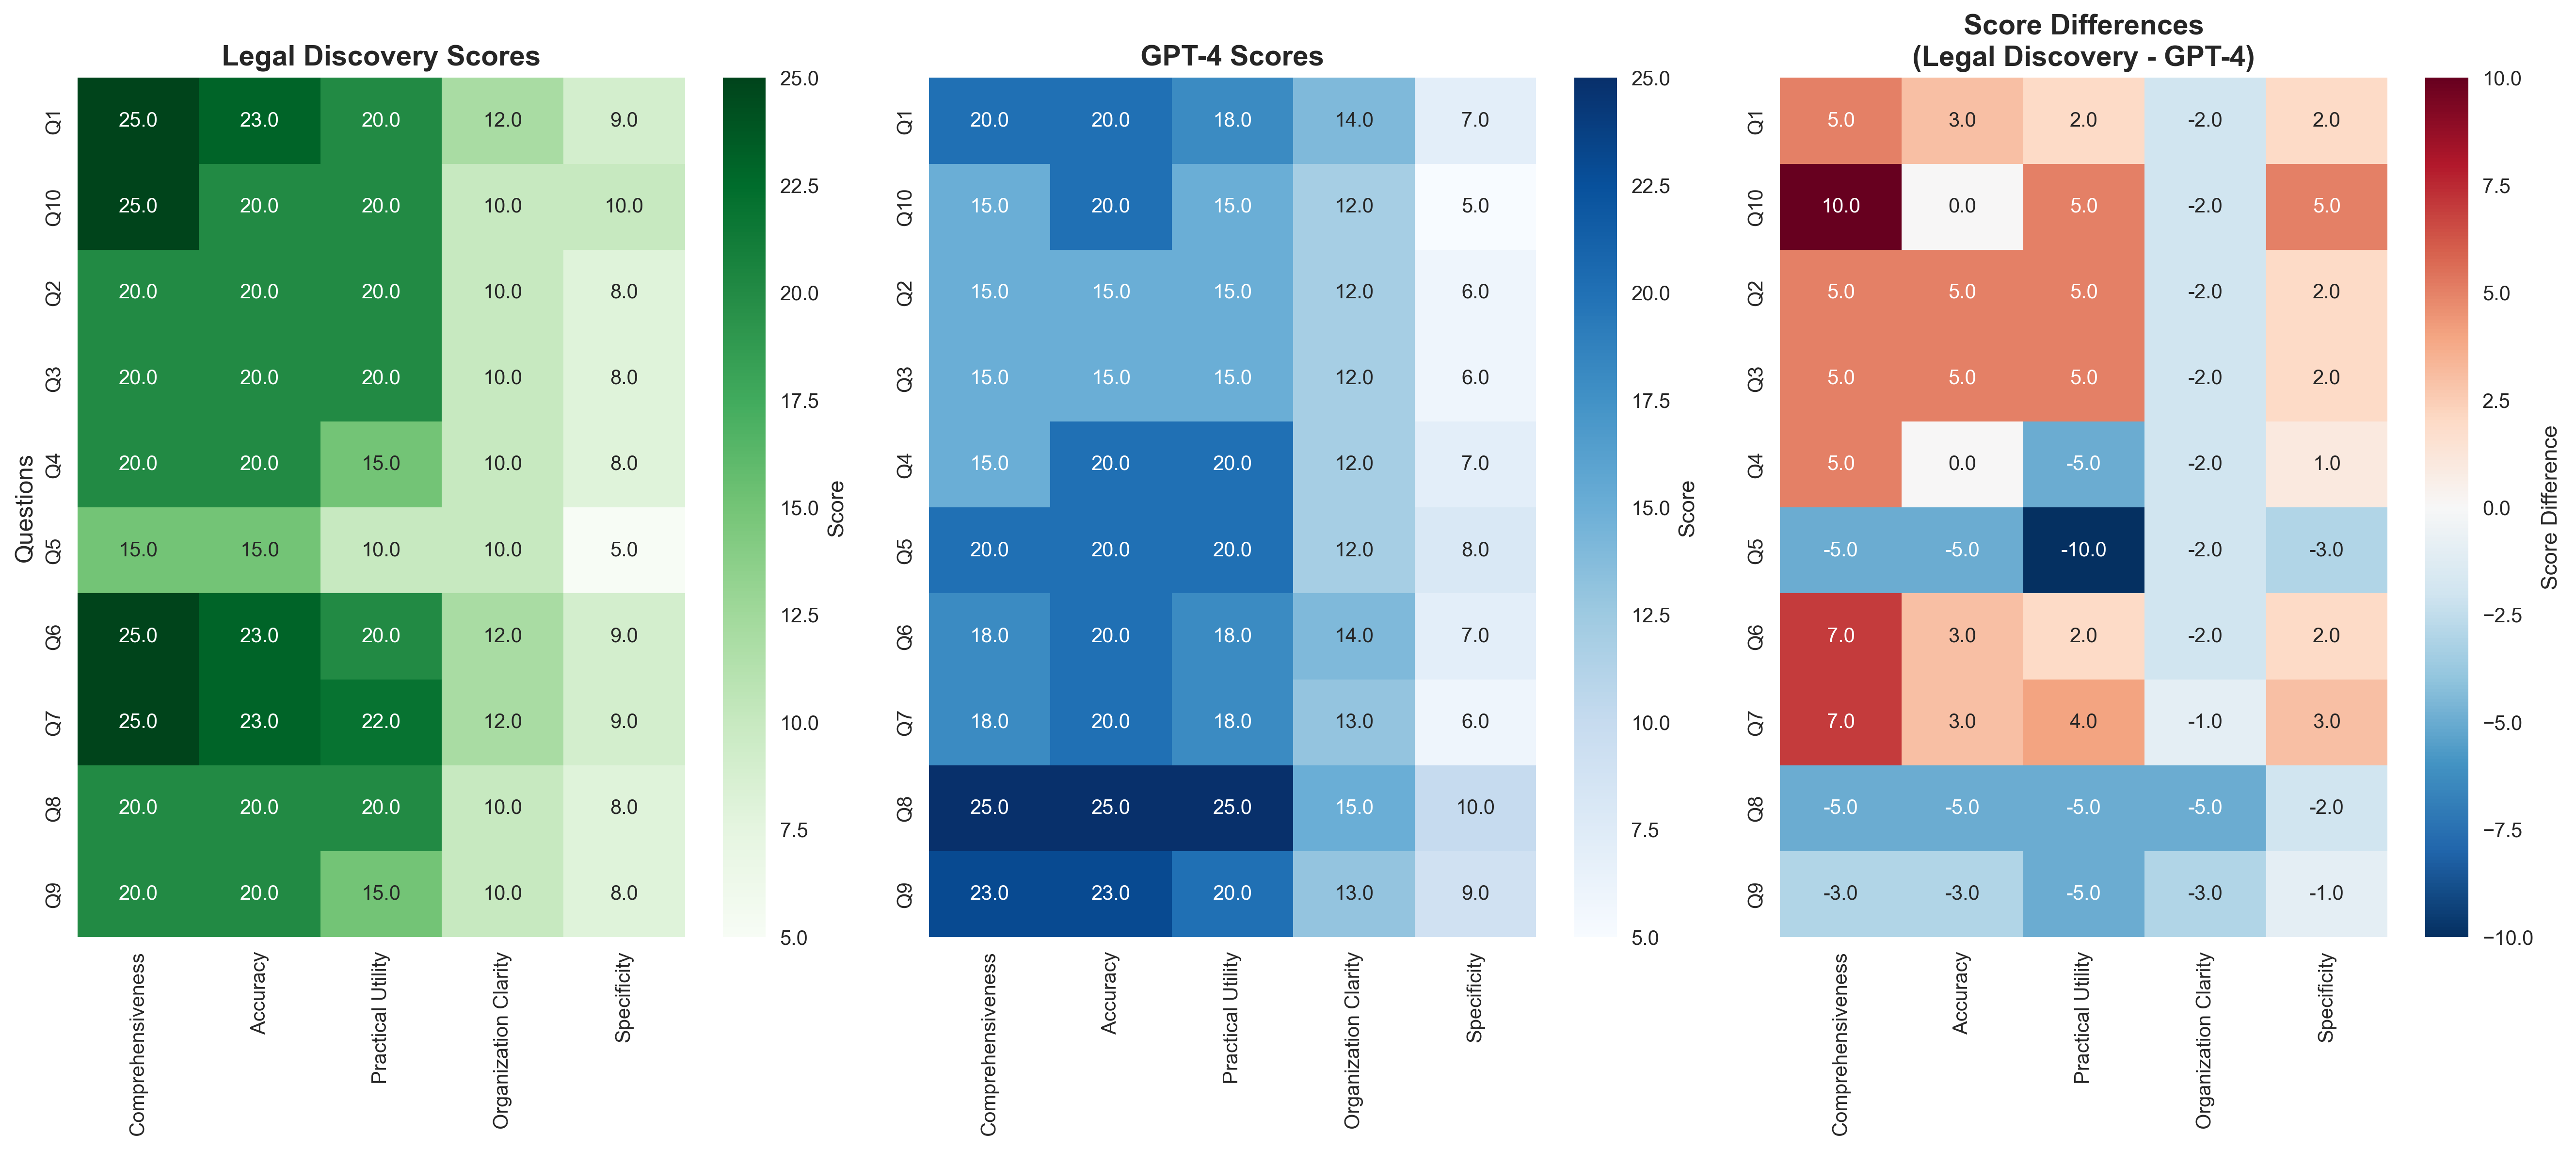 Legal Discovery Scores
Questions
Q1 25.0 23.0 20.0 12.0 9.0
Q10 25.0 20.0 20.0 10.0 10.0
Q2 20.0 20.0 20.0 10.0 8.0
Q3 20.0 20.0 20.0 10.0 8.0
Q4 20.0 20.0 15.0 10.0 8.0
Q5 15.0 15.0 10.0 10.0 5.0
Q6 25.0 23.0 20.0 12.0 9.0
Q7 25.0 23.0 22.0 12.0 9.0
Q8 20.0 20.0 20.0 10.0 8.0
Q9 20.0 20.0 15.0 10.0 8.0
Comprehensiveness
Accuracy
Practical Utility
Organization Clarity
Specificity
25.0
22.5
20.0
17.5
15.0
12.5
10.0
7.5
5.0
Score
GPT-4 Scores
Q1 20.0 20.0 18.0 14.0 7.0
Q10 15.0 20.0 15.0 12.0 5.0
Q2 15.0 15.0 15.0 12.0 6.0
Q3 15.0 15.0 15.0 12.0 6.0
Q4 15.0 20.0 20.0 12.0 7.0
Q5 20.0 20.0 20.0 12.0 8.0
Q6 18.0 20.0 18.0 14.0 7.0
Q7 18.0 20.0 18.0 13.0 6.0
Q8 25.0 25.0 25.0 15.0 10.0
Q9 23.0 23.0 20.0 13.0 9.0
Comprehensiveness
Accuracy
Practical Utility
Organization Clarity
Specificity
25.0
22.5
20.0
17.5
15.0
12.5
10.0
7.5
5.0
Score
Score Differences
(Legal Discovery - GPT-4)
Q1 5.0 3.0 2.0 -2.0 2.0
Q10 10.0 0.0 5.0 -2.0 5.0
Q2 5.0 5.0 5.0 -2.0 2.0
Q3 5.0 5.0 5.0 -2.0 2.0
Q4 5.0 0.0 -5.0 -2.0 1.0
Q5 -5.0 -5.0 -10.0 -2.0 -3.0
Q6 7.0 3.0 2.0 -2.0 2.0
Q7 7.0 3.0 4.0 -1.0 3.0
Q8 -5.0 -5.0 -5.0 -5.0 -2.0
Q9 -3.0 -3.0 -5.0 -3.0 -1.0
Comprehensiveness
Accuracy
Practical Utility
Organization Clarity
Specificity
10.0
7.5
5.0
2.5
0.0
−2.5
−5.0
−7.5
−10.0
Score Difference